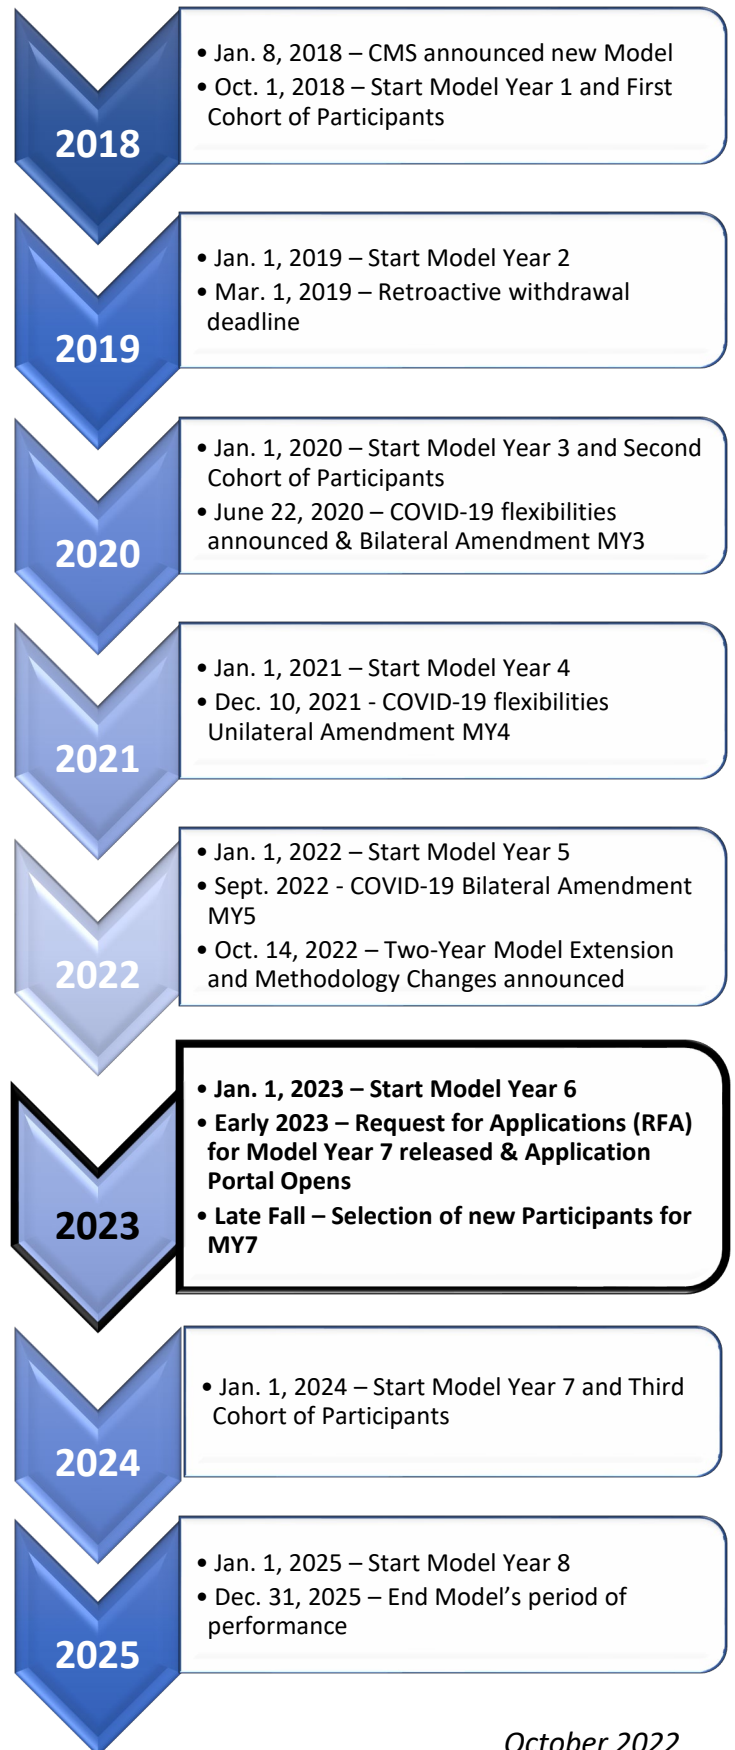 2018
• Jan. 8, 2018 – CMS announced new Model
• Oct. 1, 2018 – Start Model Year 1 and First
Cohort of Participants
2019
• Jan. 1, 2019 – Start Model Year 2
• Mar. 1, 2019 – Retroactive withdrawal
deadline
2020
• Jan. 1, 2020 – Start Model Year 3 and Second
Cohort of Participants
• June 22, 2020 – COVID-19 flexibilities
announced & Bilateral Amendment MY3
2021
• Jan. 1, 2021 – Start Model Year 4
• Dec. 10, 2021 - COVID-19 flexibilities
Unilateral Amendment MY4
2022
• Jan. 1, 2022 – Start Model Year 5
• Sept. 2022 - COVID-19 Bilateral Amendment
MY5
• Oct. 14, 2022 – Two-Year Model Extension
and Methodology Changes announced
2023
• Jan. 1, 2023 – Start Model Year 6
• Early 2023 – Request for Applications (RFA)
for Model Year 7 released & Application
Portal Opens
• Late Fall – Selection of new Participants for
MY7
2024
• Jan. 1, 2024 – Start Model Year 7 and Third
Cohort of Participants
2025
• Jan. 1, 2025 – Start Model Year 8
• Dec. 31, 2025 – End Model’s period of
performance
October 2022